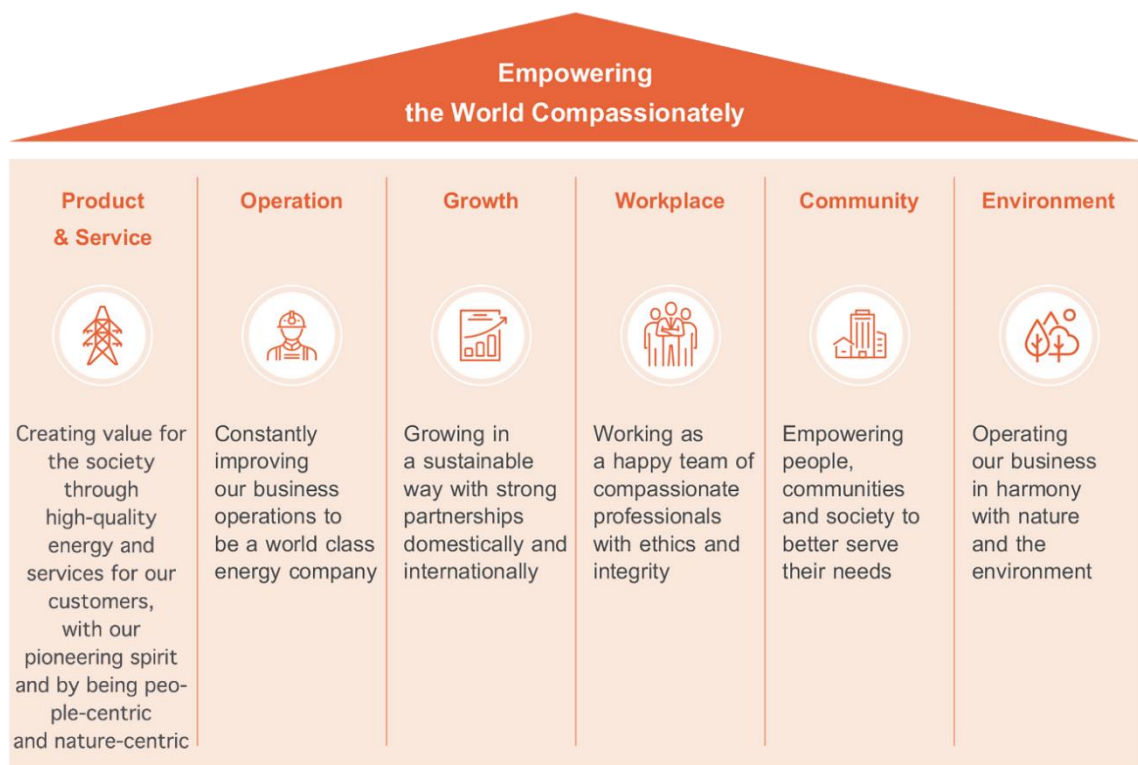 Empowering
the World Compassionately
Product
& Service
Creating value for
the society
through
high-quality
energy and
services for our
customers,
with our
pioneering spirit
and by being peo-
ple-centric
and nature-centric
Operation
Constantly
improving
our business
operations to
be a world class
energy company
Growth
Growing in
a sustainable
way with strong
partnerships
domestically and
internationally
Workplace
Working as
a happy team of
compassionate
professionals
with ethics and
integrity
Community
Empowering
people,
communities
and society to
better serve
their needs
Environment
Operating
our business
in harmony
with nature
and the
environment